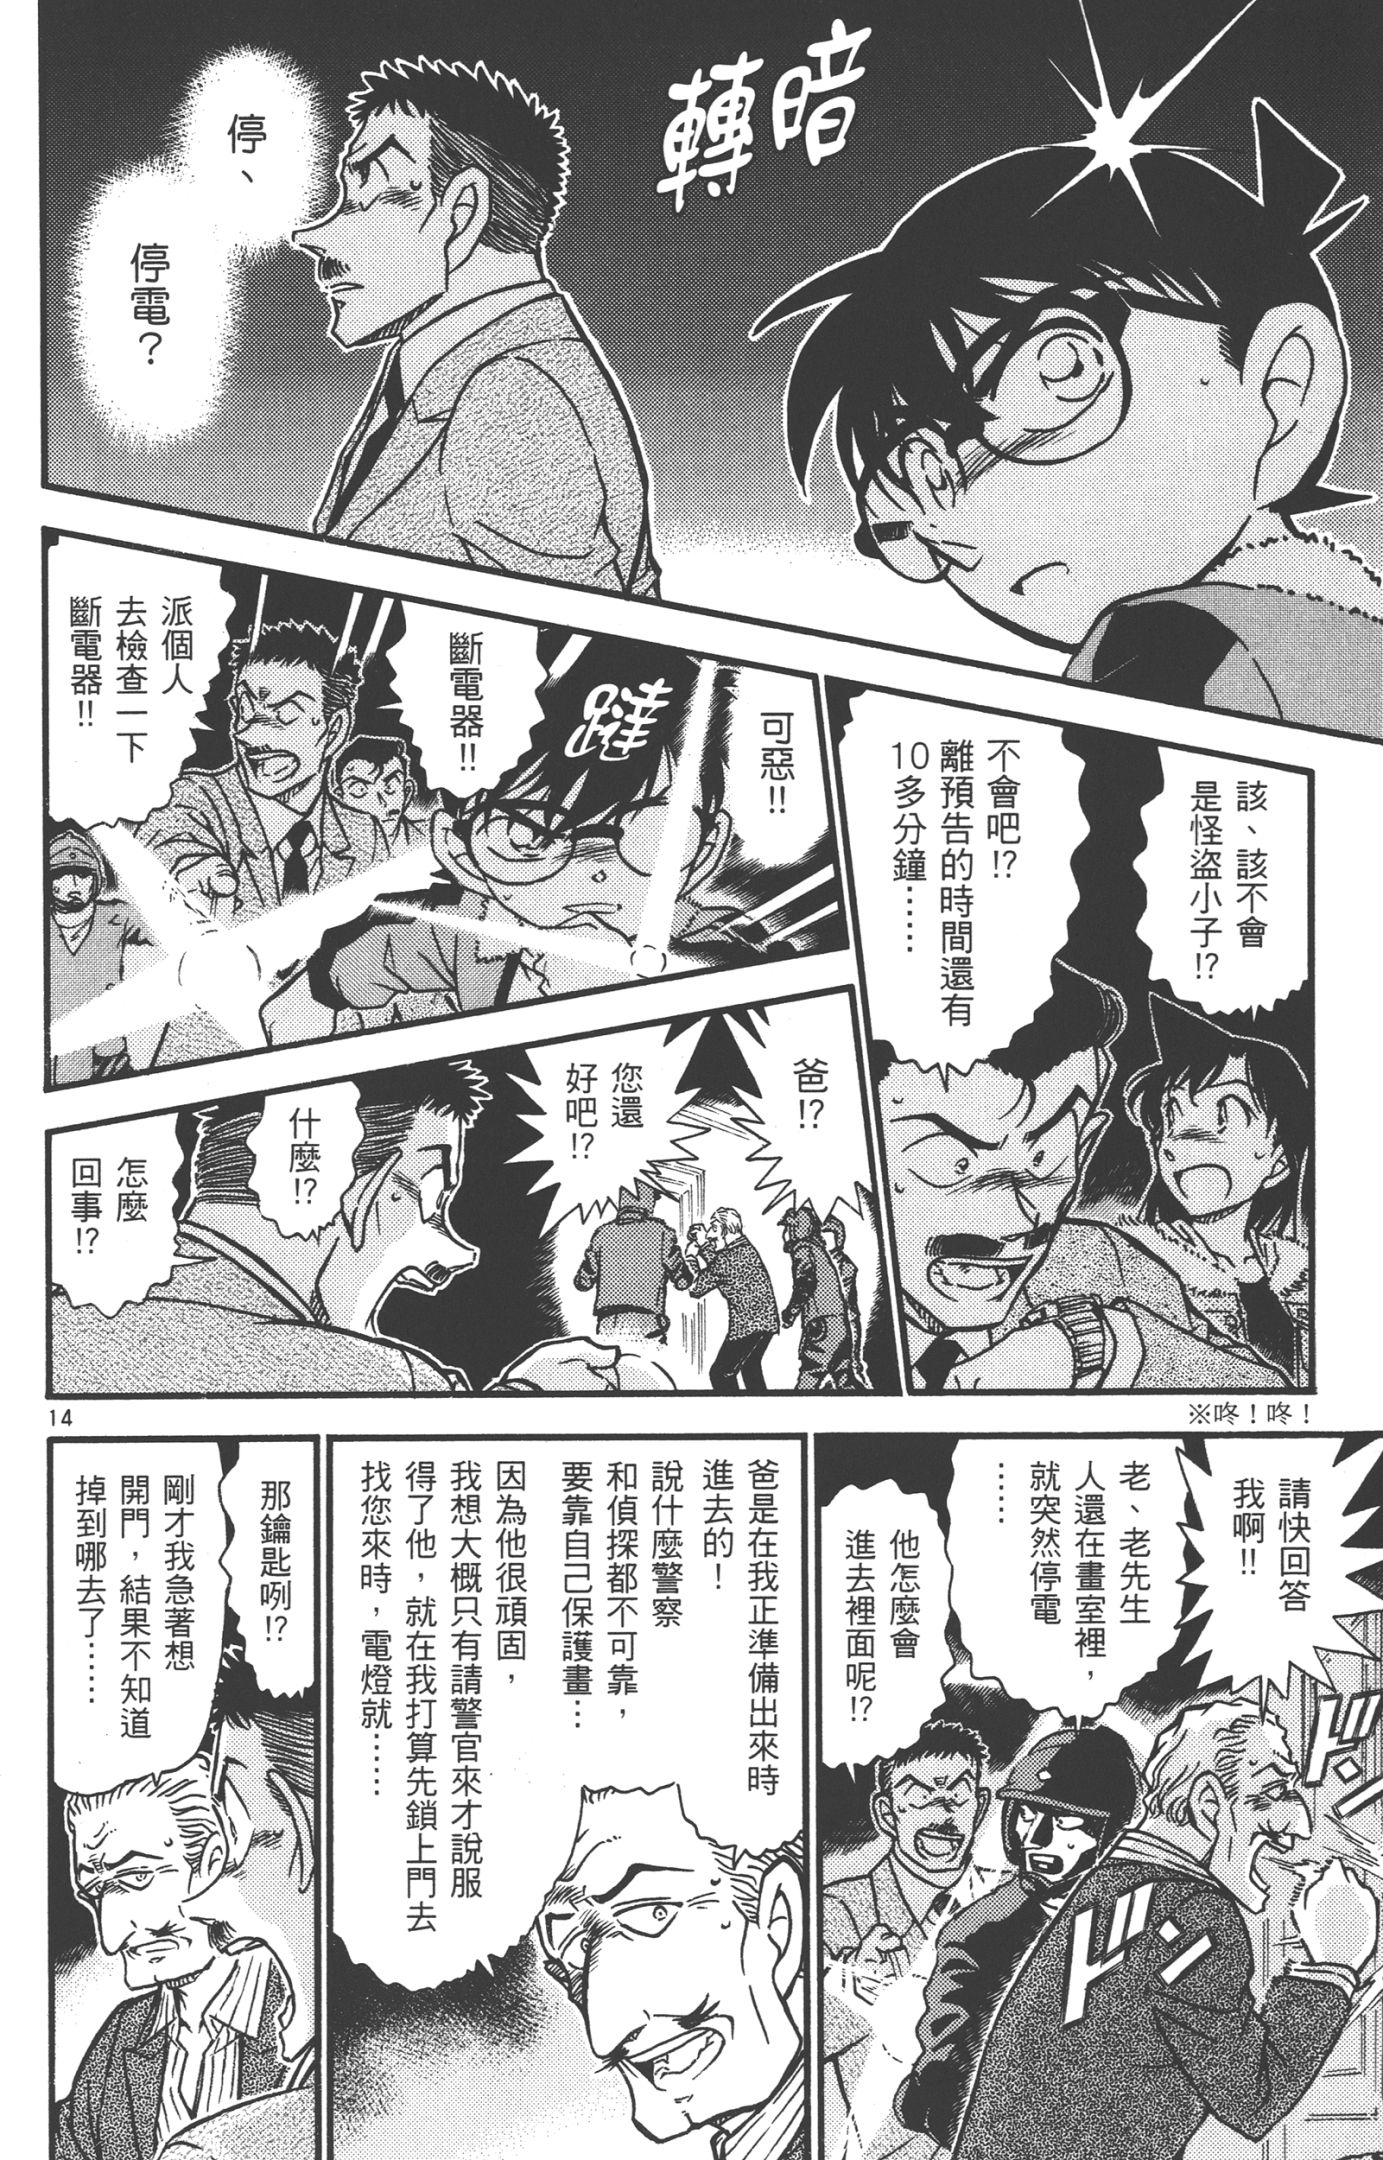 轉暗
停、
停電？
該、該不會
是怪盜小子!?
不會吧!?
離預告的時間還有
10多分鐘……
可惡!!
躂
斷電器!!
派個人
去檢查一下
斷電器!!
爸!?
您還
好吧!?
什麼!?
怎麼
回事!?
14
※咚！咚！
請快回答
我啊!!
ドン
ドン
老、老先生
人還在畫室裡，
就突然停電
……
他怎麼會
進去裡面呢!?
爸是在我正準備出來時
進去的！
說什麼警察
和偵探都不可靠，
要靠自己保護畫…
因為他很頑固，
我想大概只有請警官來才說服
得了他，就在我打算先鎖上門去
找您來時，電燈就……
那鑰匙咧!?
剛才我急著想
開門，結果不知道
掉到哪去了……